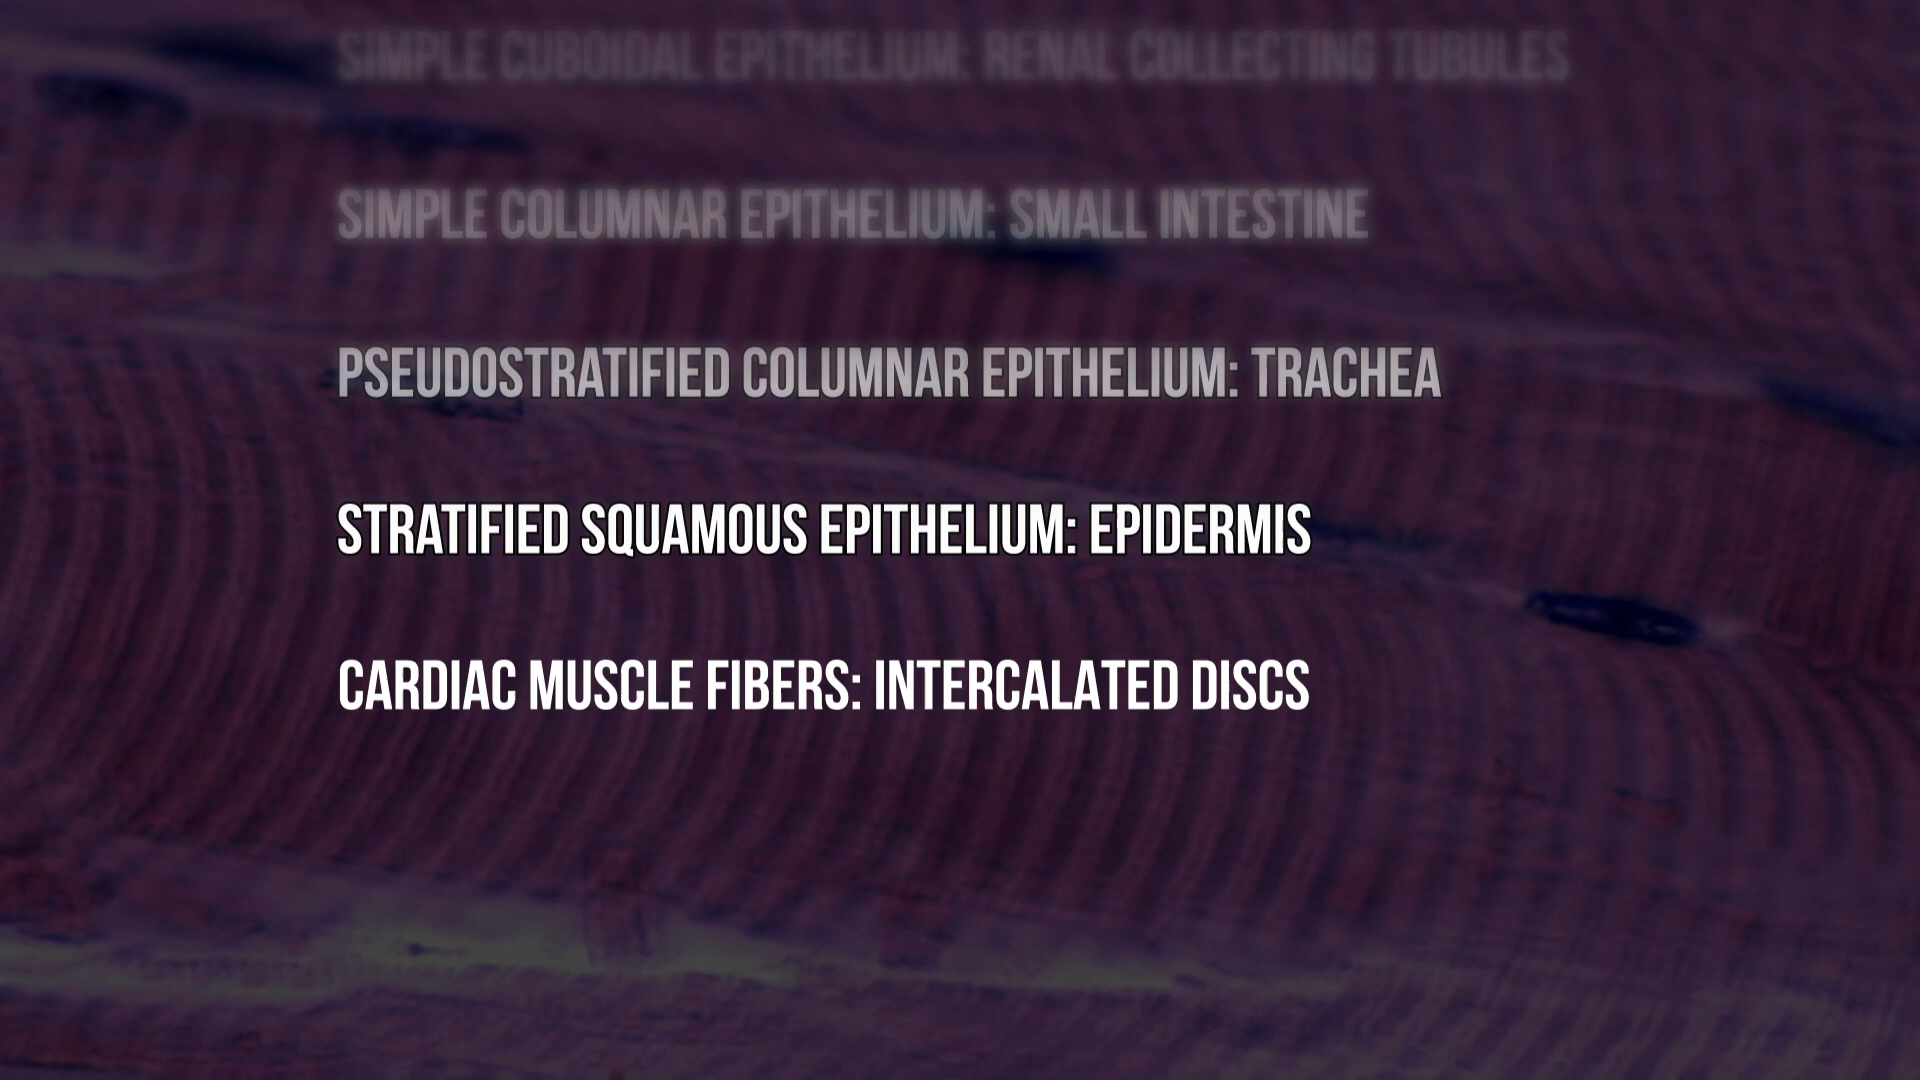 SIMPLE CUBOIDAL EPITHELIUM: RENAL COLLECTING TUBULES
SIMPLE COLUMNAR EPITHELIUM: SMALL INTESTINE
PSEUDOSTRATIFIED COLUMNAR EPITHELIUM: TRACHEA
STRATIFIED SQUAMOUS EPITHELIUM: EPIDERMIS
CARDIAC MUSCLE FIBERS: INTERCALATED DISCS